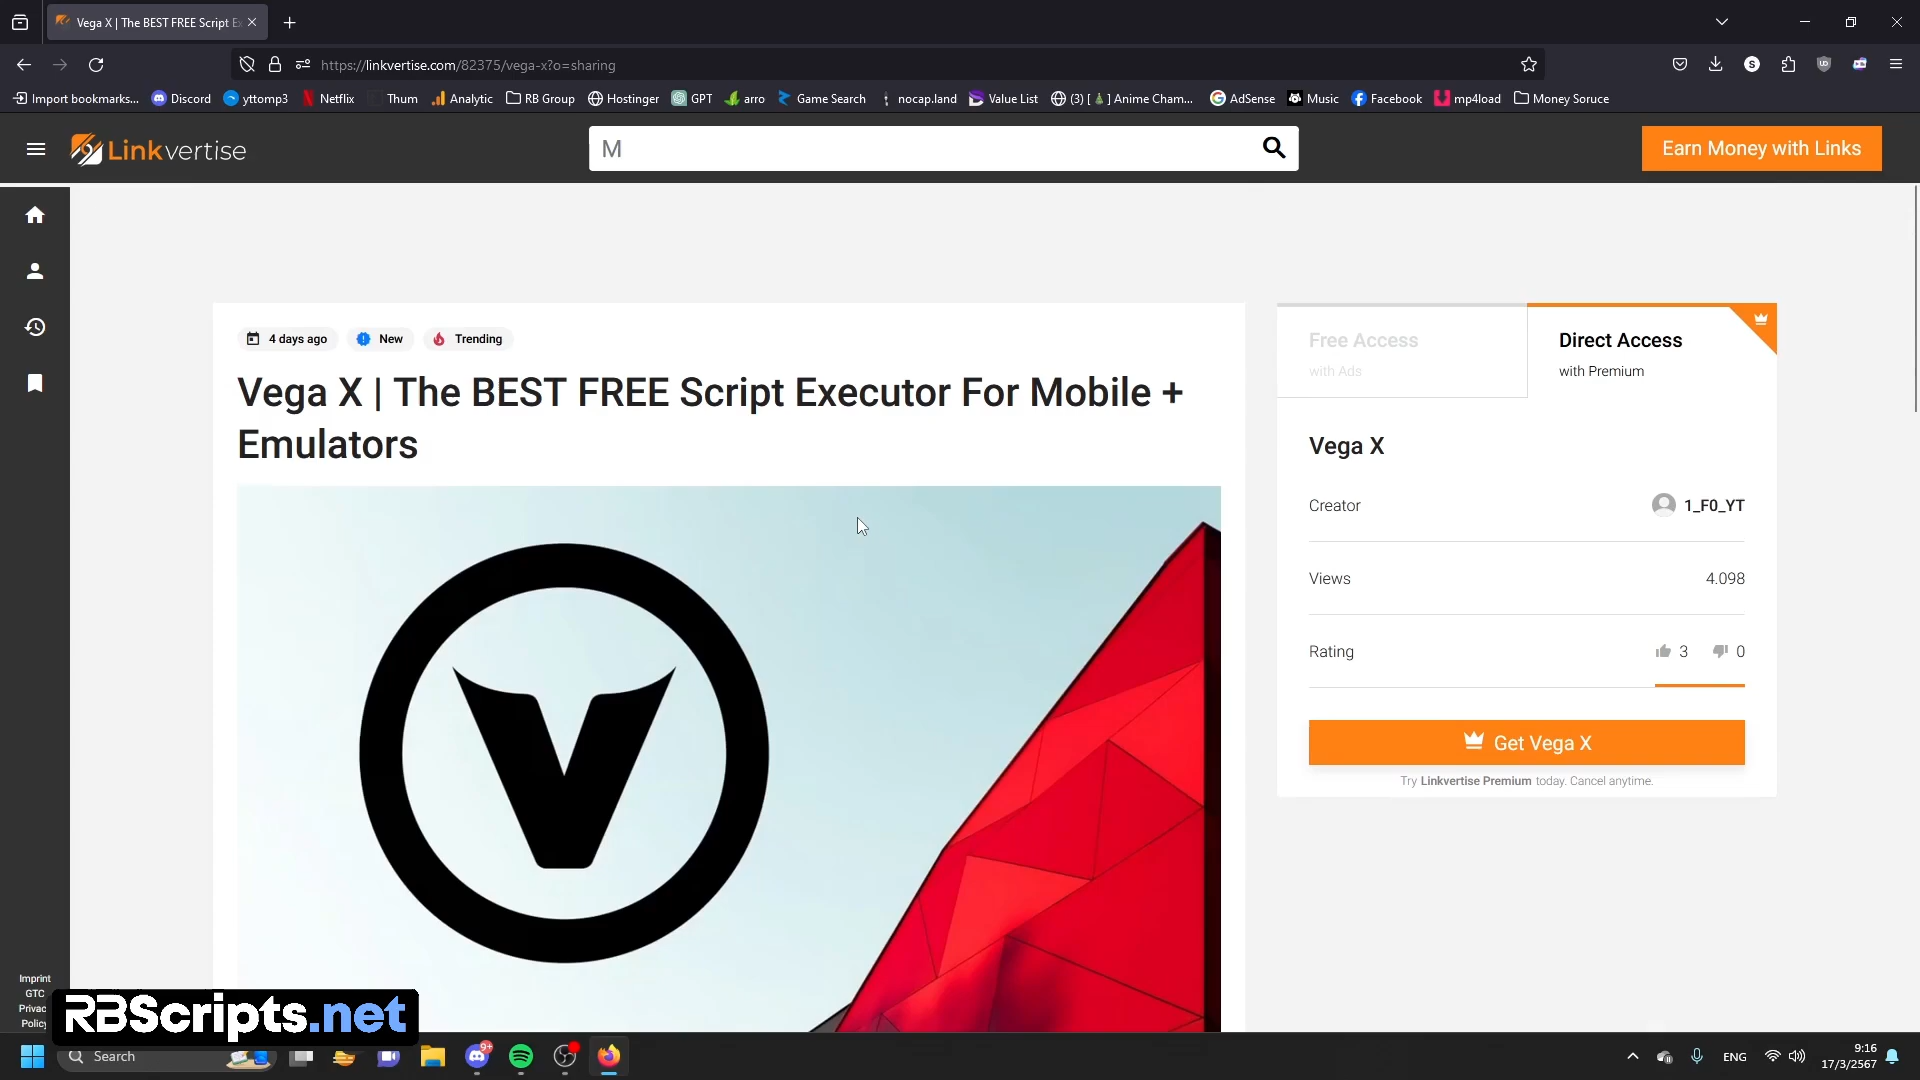 Vega X | The BEST FREE Script Ex
https://linkvertise.com/82375/vega-x?o=sharing
Import bookmarks...
Discord
yttomp3
Netflix
Thum
Analytic
RB Group
Hostinger
GPT
arro
Game Search
nocap.land
Value List
(3) [🎄] Anime Cham...
AdSense
Music
Facebook
mp4load
Money Soruce
Linkvertise
M
Earn Money with Links
4 days ago
New
Trending
Vega X | The BEST FREE Script Executor For Mobile +
Emulators
V
Free Access
with Ads
Direct Access
with Premium
Vega X
Creator
1_F0_YT
Views
4.098
Rating
3
0
Get Vega X
Try Linkvertise Premium today. Cancel anytime.
Imprint
GTC
Privac
Policy
RBScripts.net
Search
9+
ENG
9:16
17/3/2567